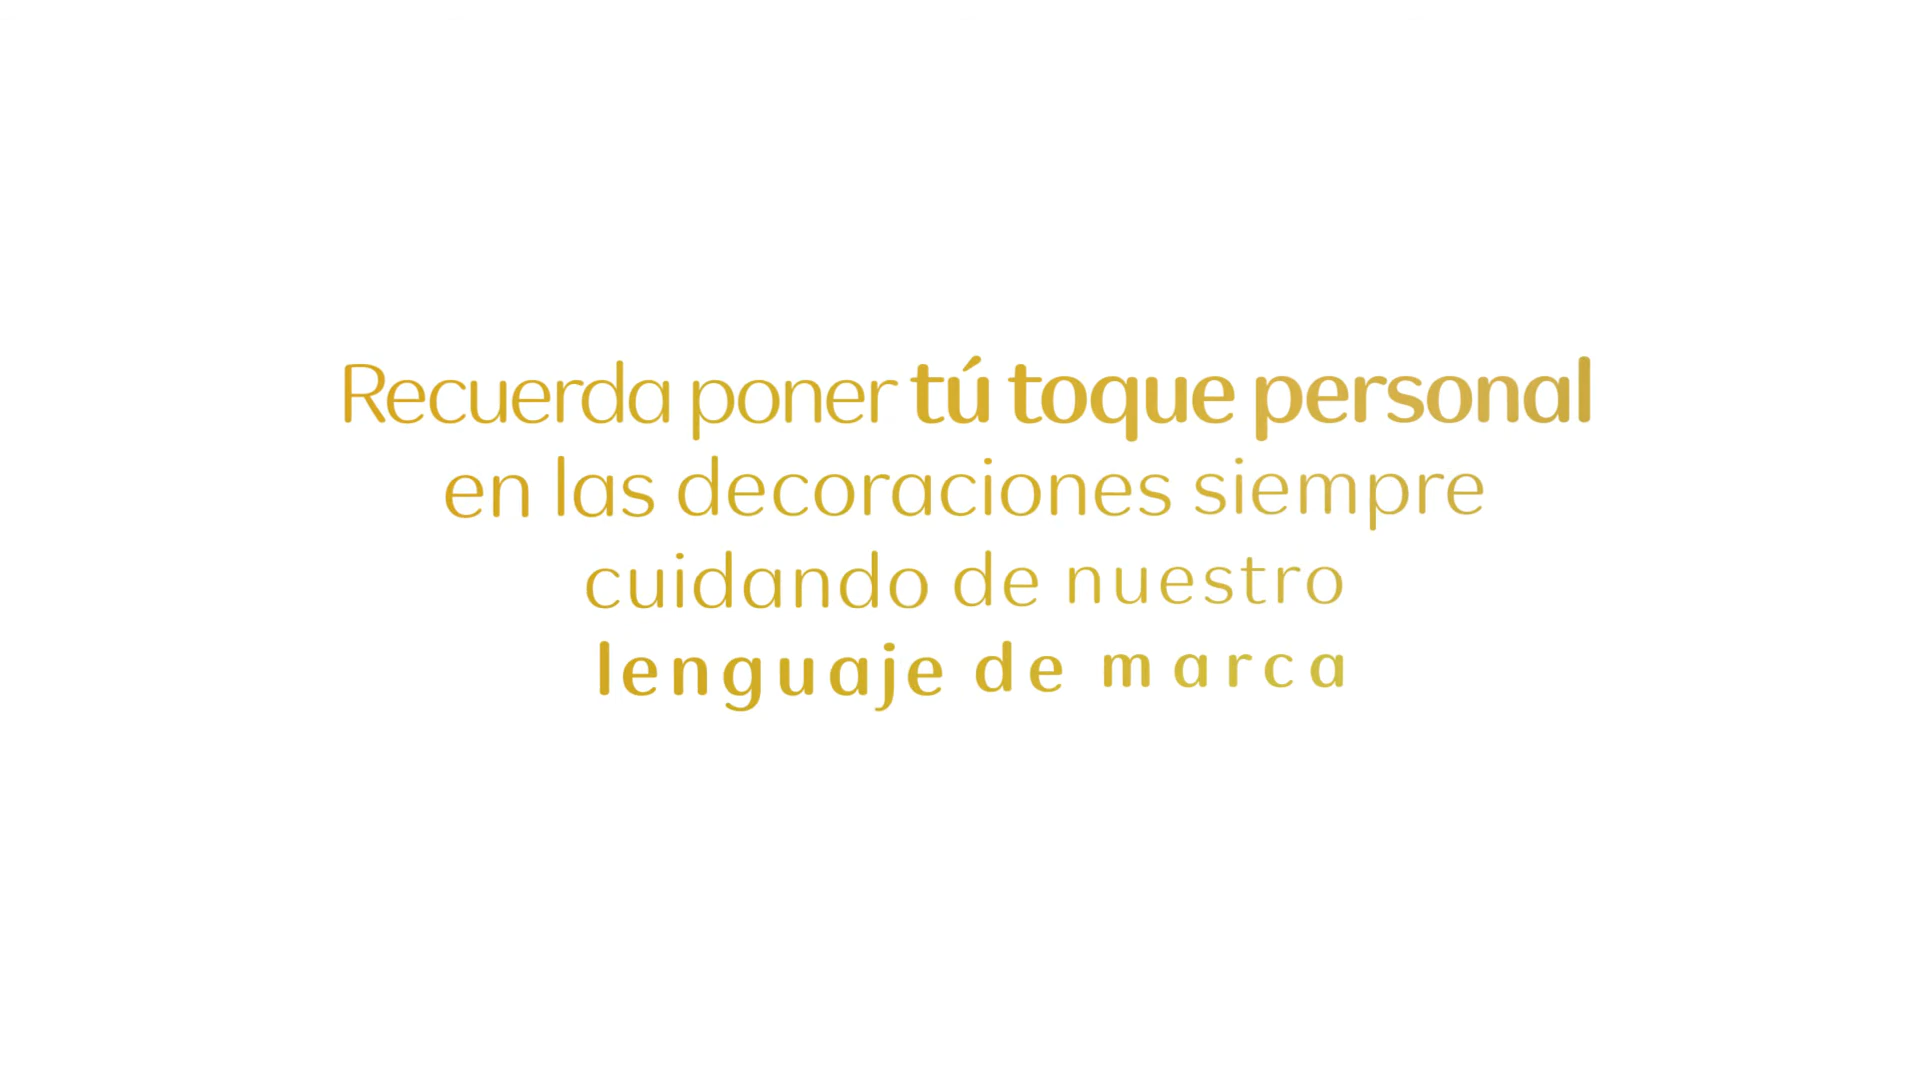 Recuerda poner tú toque personal
en las decoraciones siempre
cuidando de nuestro
lenguaje de marca